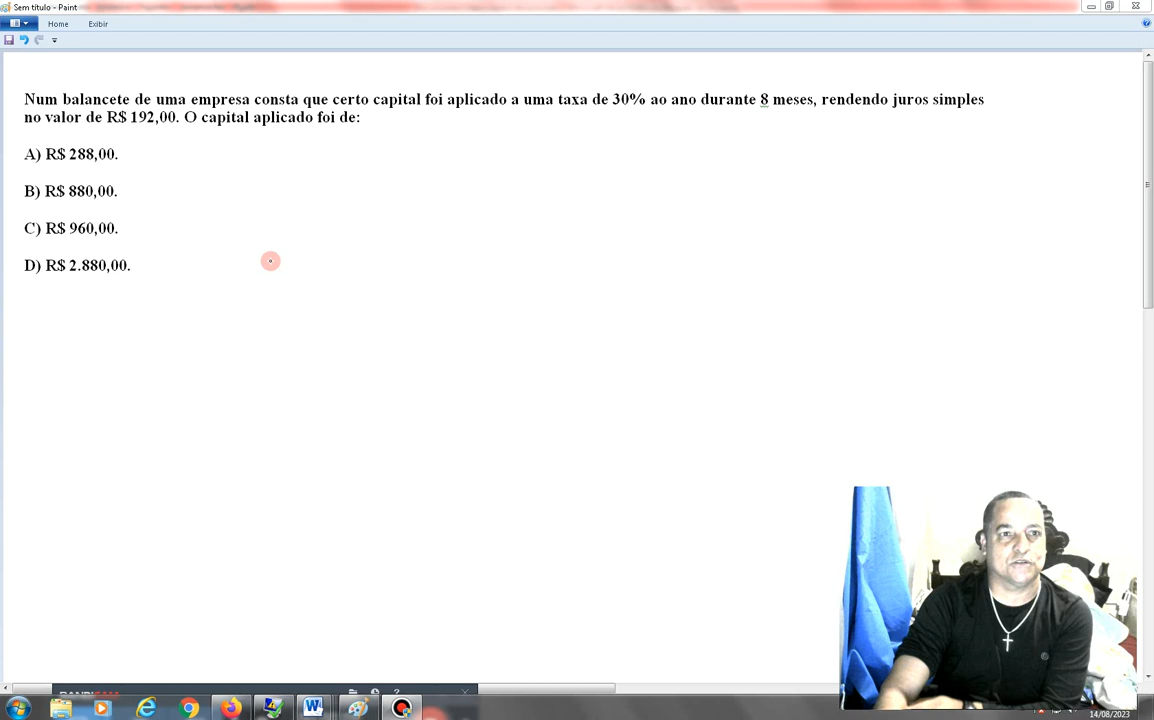 Sem título - Paint
Home Exibir
Num balancete de uma empresa consta que certo capital foi aplicado a uma taxa de 30% ao ano durante 8 meses, rendendo juros simples
no valor de R$ 192,00. O capital aplicado foi de:
A) R$ 288,00.
B) R$ 880,00.
C) R$ 960,00.
D) R$ 2.880,00.
14/08/2023